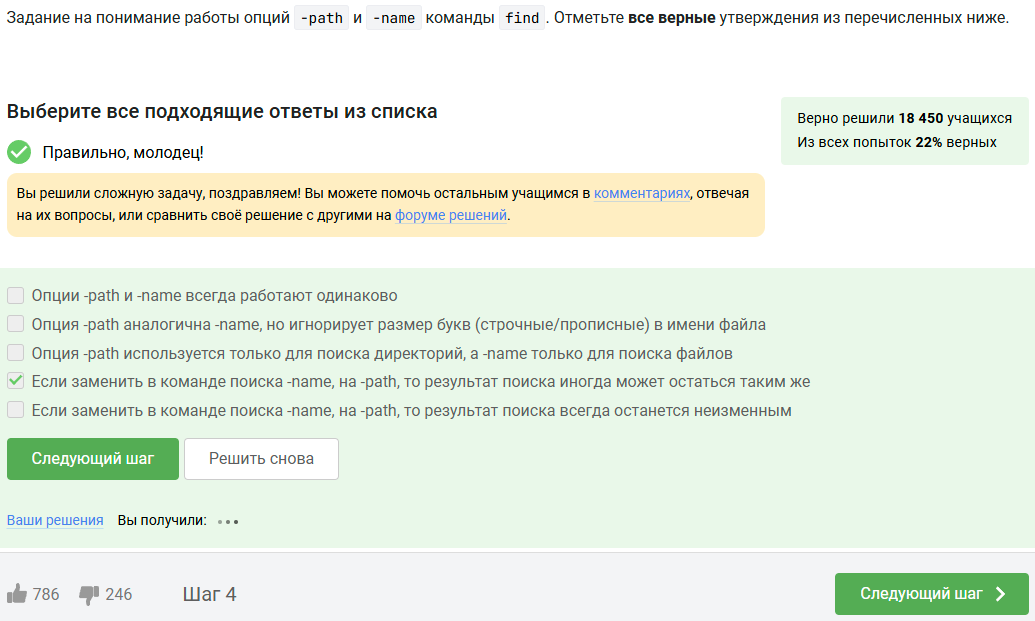 Задание на понимание работы опций -path и -name команды find. Отметьте все верные утверждения из перечисленных ниже.
Выберите все подходящие ответы из списка
Верно решили 18 450 учащихся
Из всех попыток 22% верных
Правильно, молодец!
Вы решили сложную задачу, поздравляем! Вы можете помочь остальным учащимся в комментариях, отвечая
на их вопросы, или сравнить своё решение с другими на форуме решений.
Опции -path и -name всегда работают одинаково
Опция -path аналогична -name, но игнорирует размер букв (строчные/прописные) в имени файла
Опция -path используется только для поиска директорий, а -name только для поиска файлов
Если заменить в команде поиска -name, на -path, то результат поиска иногда может остаться таким же
Если заменить в команде поиска -name, на -path, то результат поиска всегда останется неизменным
Следующий шаг
Решить снова
Ваши решения Вы получили:
786 246 Шаг 4
Следующий шаг